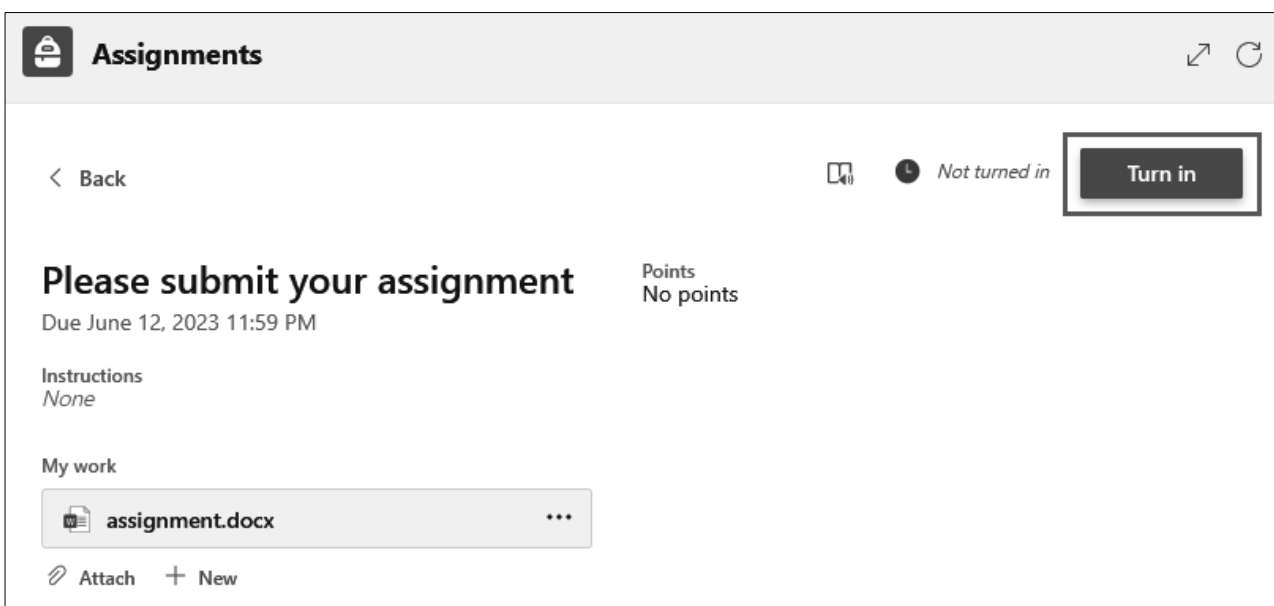 Assignments
Back
Not turned in
Turn in
Please submit your assignment
Due June 12, 2023 11:59 PM
Points
No points
Instructions
None
My work
assignment.docx
Attach
New